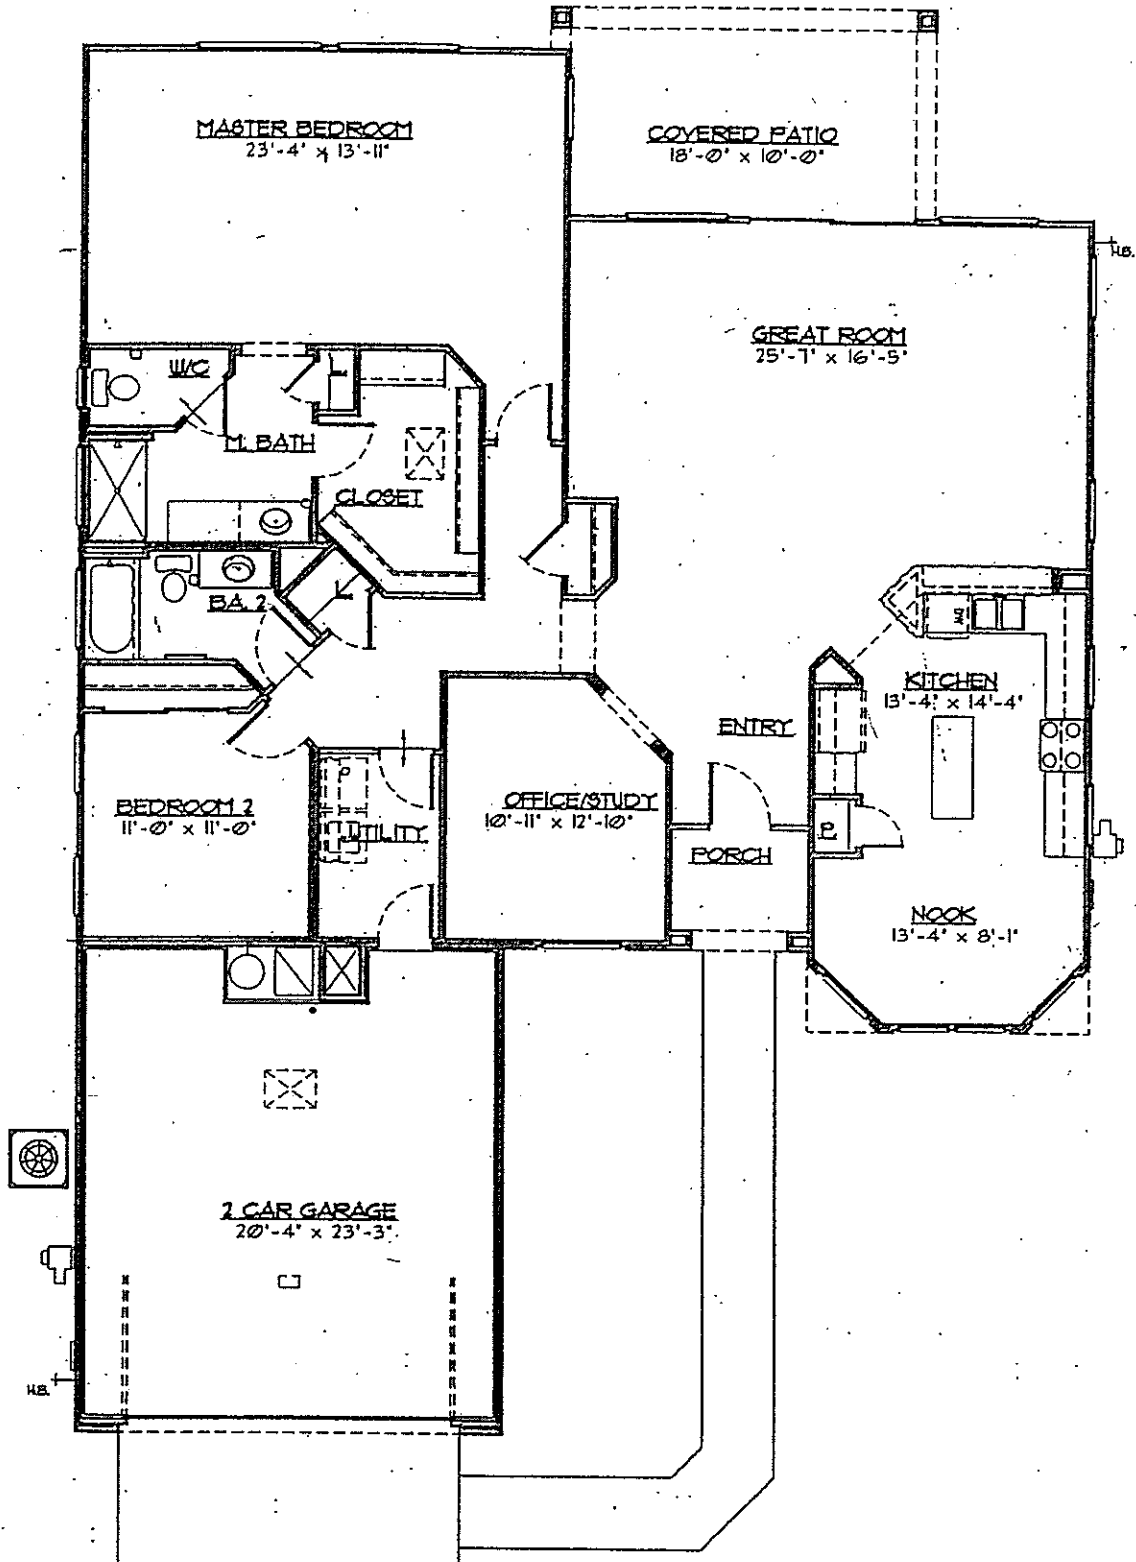 MASTER BEDROOM
23'-4" x 13'-11"
COVERED PATIO
18'-0" x 10'-0"
H.B.
GREAT ROOM
25'-7" x 16'-5"
W/C
L
M. BATH
CLOSET
BA. 2
L
DW
KITCHEN
13'-4" x 14'-4"
ENTRY
BEDROOM 2
11'-0" x 11'-0"
UTILITY
OFFICE/STUDY
10'-11" x 12'-10"
P
PORCH
NOOK
13'-4" x 8'-1"
2 CAR GARAGE
20'-4" x 23'-3"
H.B.